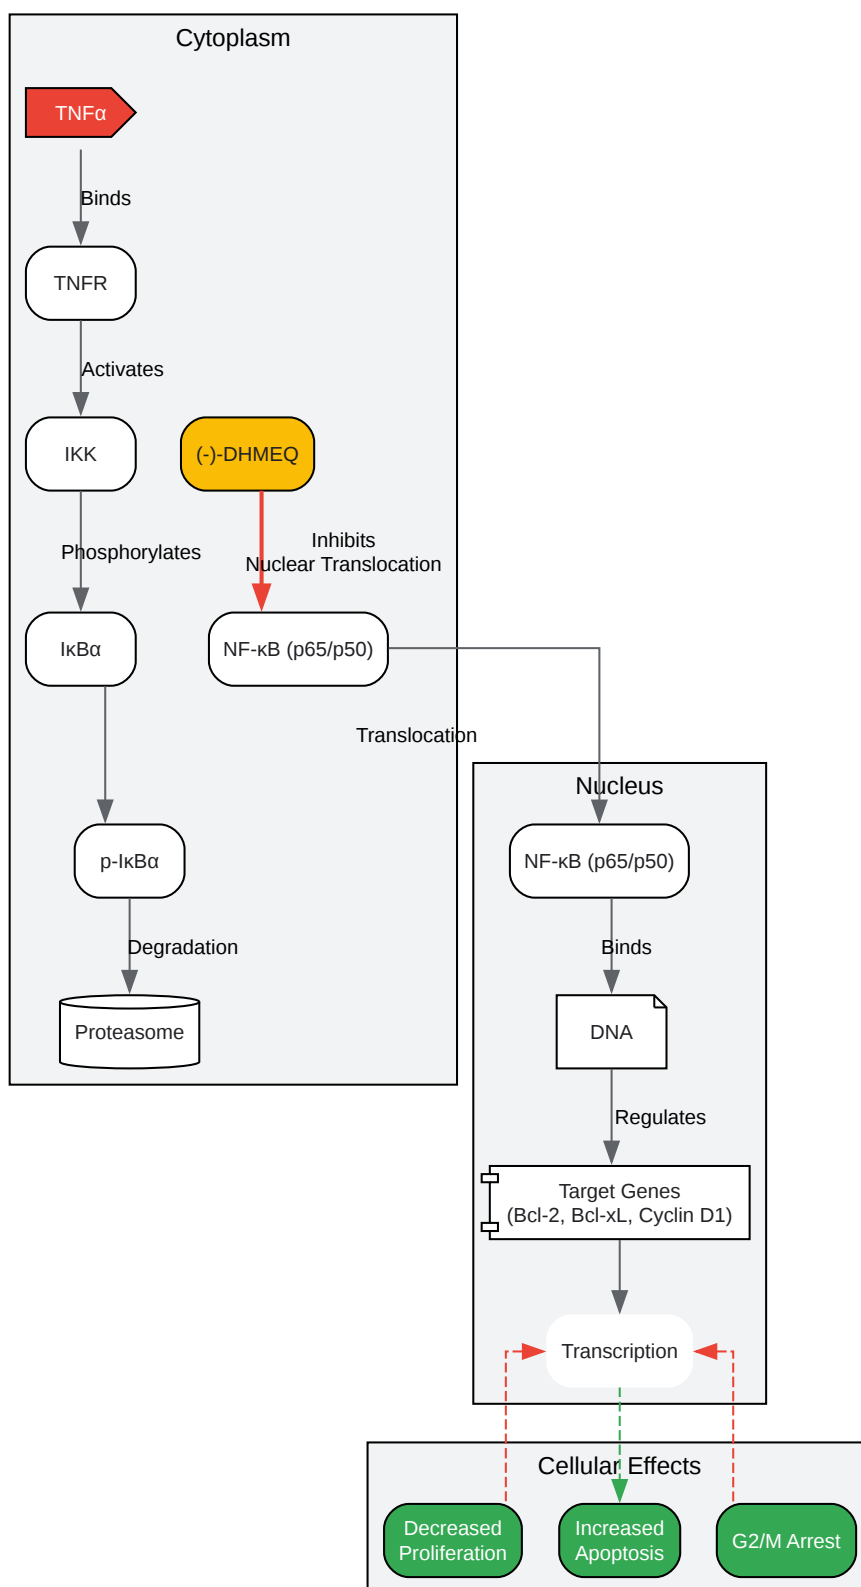 Cytoplasm
TNFα
Binds
TNFR
Activates
IKK
(-)-DHMEQ
Phosphorylates
Inhibits
Nuclear Translocation
IκBα
NF-κB (p65/p50)
Translocation
Nucleus
p-IκBα
NF-κB (p65/p50)
Degradation
Binds
Proteasome
DNA
Regulates
Target Genes
(Bcl-2, Bcl-xL, Cyclin D1)
Transcription
Cellular Effects
Decreased
Proliferation
Increased
Apoptosis
G2/M Arrest